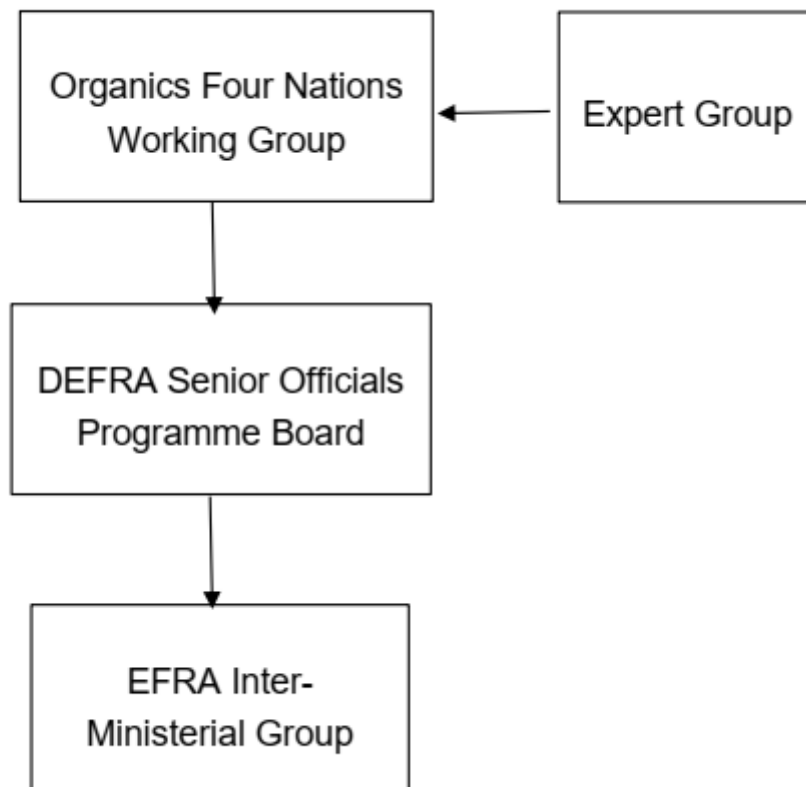 Organics Four Nations
Working Group
Expert Group
DEFRA Senior Officials
Programme Board
EFRA Inter-
Ministerial Group